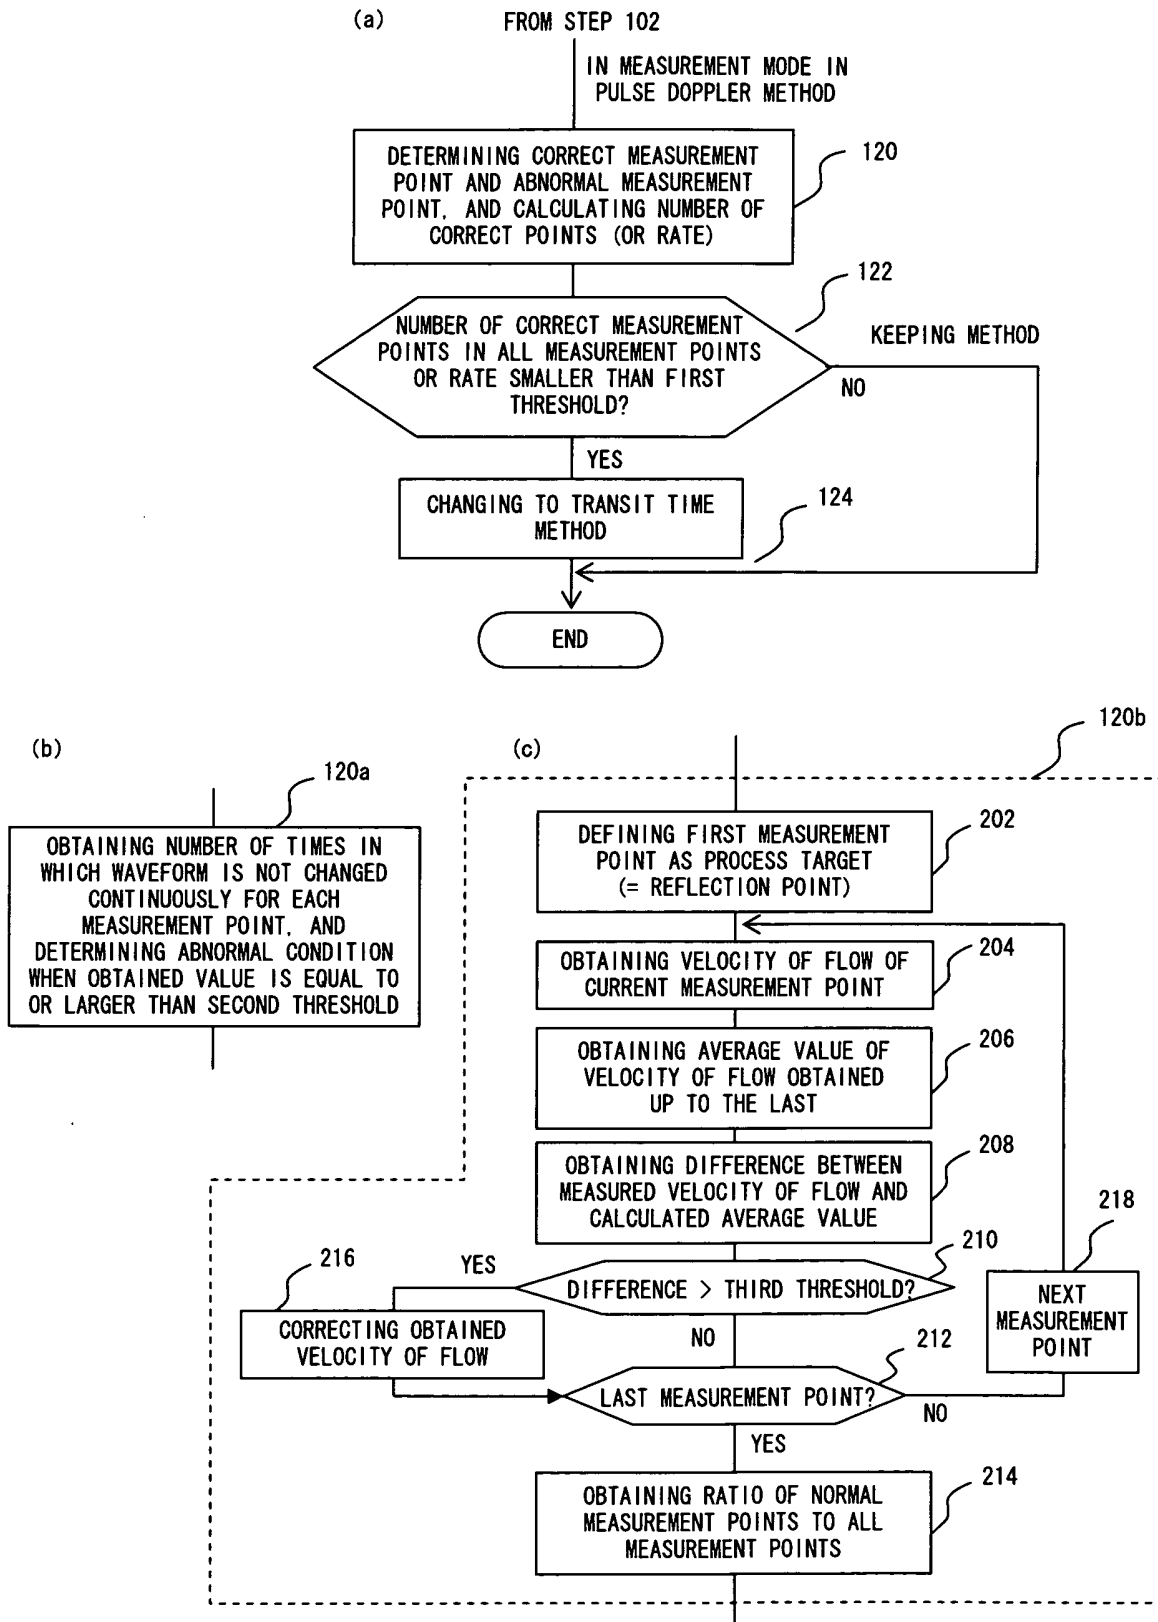 (a)
FROM STEP 102
IN MEASUREMENT MODE IN
PULSE DOPPLER METHOD
DETERMINING CORRECT MEASUREMENT
POINT AND ABNORMAL MEASUREMENT
POINT, AND CALCULATING NUMBER OF
CORRECT POINTS (OR RATE)
120
122
NUMBER OF CORRECT MEASUREMENT
POINTS IN ALL MEASUREMENT POINTS
OR RATE SMALLER THAN FIRST
THRESHOLD?
KEEPING METHOD
NO
YES
CHANGING TO TRANSIT TIME
METHOD
124
END
(b)
120a
OBTAINING NUMBER OF TIMES IN
WHICH WAVEFORM IS NOT CHANGED
CONTINUOUSLY FOR EACH
MEASUREMENT POINT, AND
DETERMINING ABNORMAL CONDITION
WHEN OBTAINED VALUE IS EQUAL TO
OR LARGER THAN SECOND THRESHOLD
(c)
120b
DEFINING FIRST MEASUREMENT
POINT AS PROCESS TARGET
(= REFLECTION POINT)
202
OBTAINING VELOCITY OF FLOW OF
CURRENT MEASUREMENT POINT
204
OBTAINING AVERAGE VALUE OF
VELOCITY OF FLOW OBTAINED
UP TO THE LAST
206
OBTAINING DIFFERENCE BETWEEN
MEASURED VELOCITY OF FLOW AND
CALCULATED AVERAGE VALUE
208
210
DIFFERENCE > THIRD THRESHOLD?
YES
216
CORRECTING OBTAINED
VELOCITY OF FLOW
NO
212
LAST MEASUREMENT POINT?
NO
218
NEXT
MEASUREMENT
POINT
YES
OBTAINING RATIO OF NORMAL
MEASUREMENT POINTS TO ALL
MEASUREMENT POINTS
214